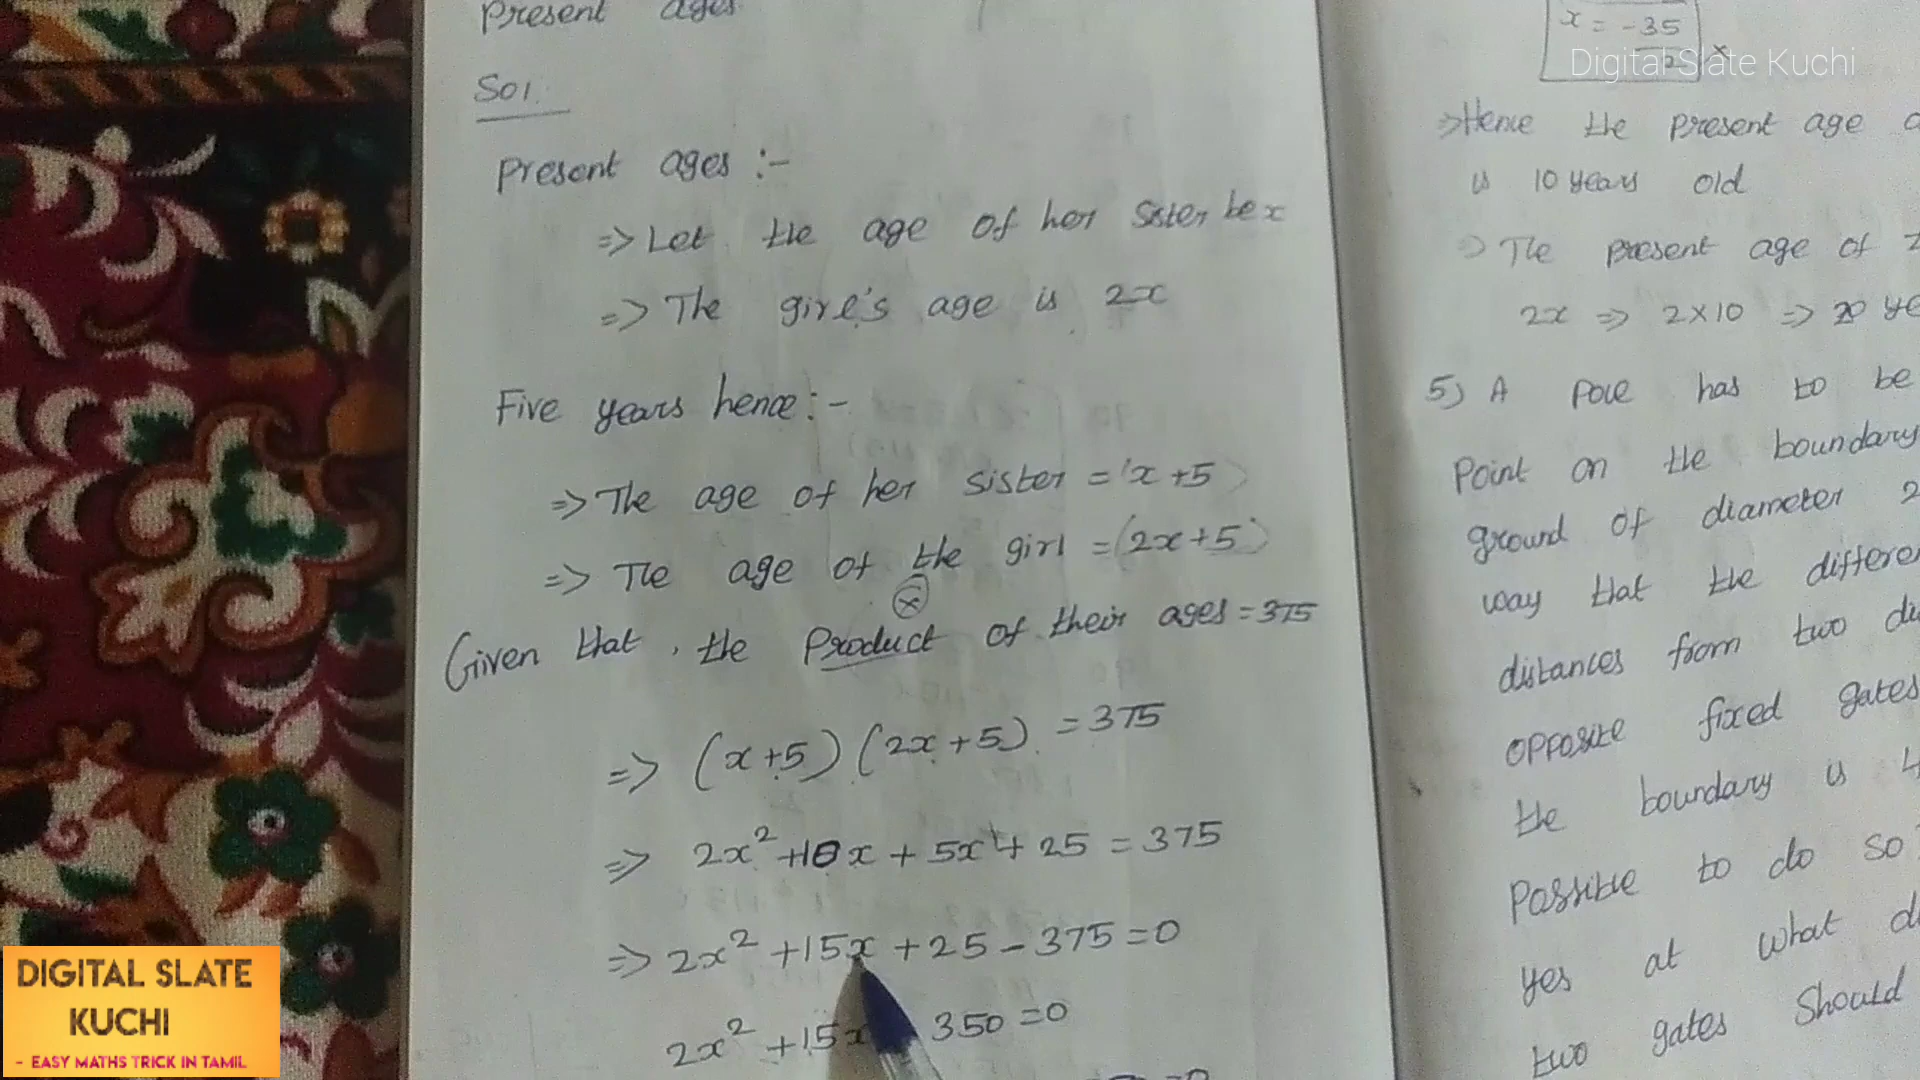 Present ages
Sol.
Present ages :-
=> Let the age of her sister be x
=> The girl's age is 2x
Five years hence :-
=> The age of her sister = (x+5)
=> The age of the girl = (2x+5)
Given that, the Product of their ages = 375
=> (x+5) (2x+5) = 375
=> 2x² + 10x + 5x + 25 = 375
=> 2x² + 15x + 25 - 375 = 0
2x² + 15x 350 = 0
x = -35
2
=> Hence the present age
is 10 years old
=> The present age of
2x => 2×10 => 20
5) A Pole has to be
Point on the boundary
ground of diameter
way that the
distances from two
opposite fixed gates
the boundary is
Possible to do so
yes at what
two gates should
Digital Slate Kuchi
DIGITAL SLATE
KUCHI
- EASY MATHS TRICK IN TAMIL